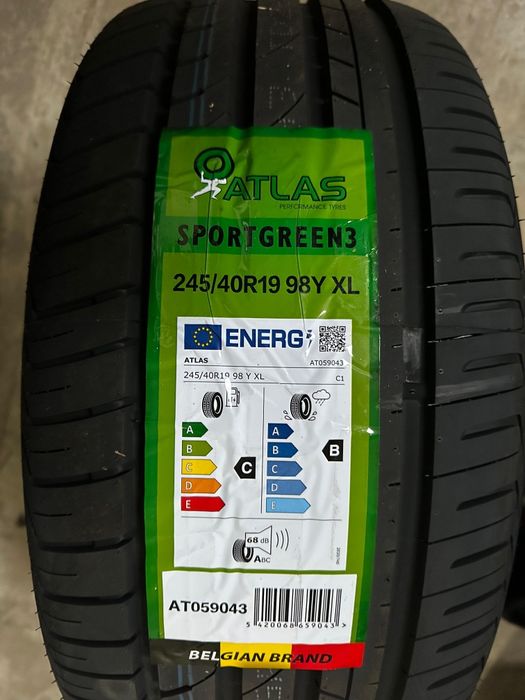 ATLAS
PERFORMANCE TYRES
SPORTGREEN3
245/40R19 98Y XL
ENERG
ATLAS AT059043
245/40R19 98 Y XL C1
A A
B B B
C C C
D D
E E
68 dB
ABC
AT059043
5 420068 659043 >
BELGIAN BRAND